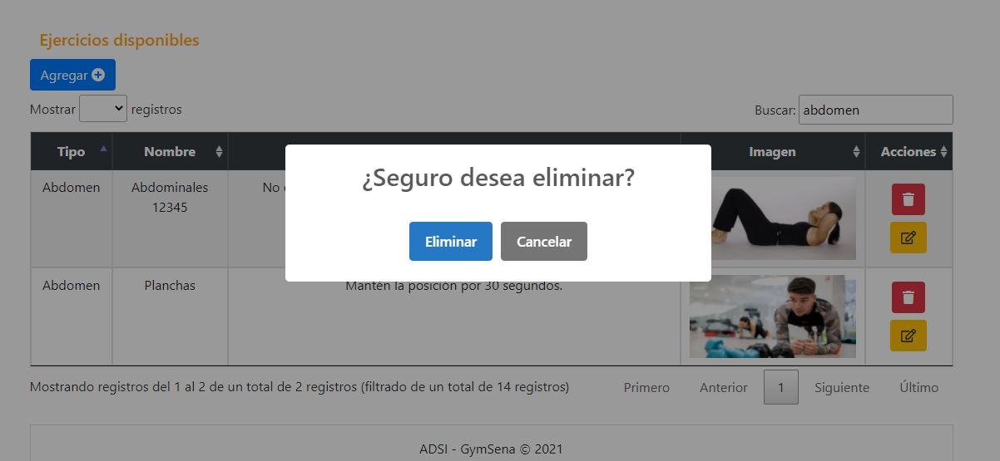 Ejercicios disponibles
Agregar
Mostrar registros
Buscar: abdomen
Tipo Nombre Imagen Acciones
¿Seguro desea eliminar?
Eliminar Cancelar
Abdomen Abdominales No
12345
Abdomen Planchas Mantén la posición por 30 segundos.
Mostrando registros del 1 al 2 de un total de 2 registros (filtrado de un total de 14 registros)
Primero Anterior 1 Siguiente Último
ADSI - GymSena © 2021